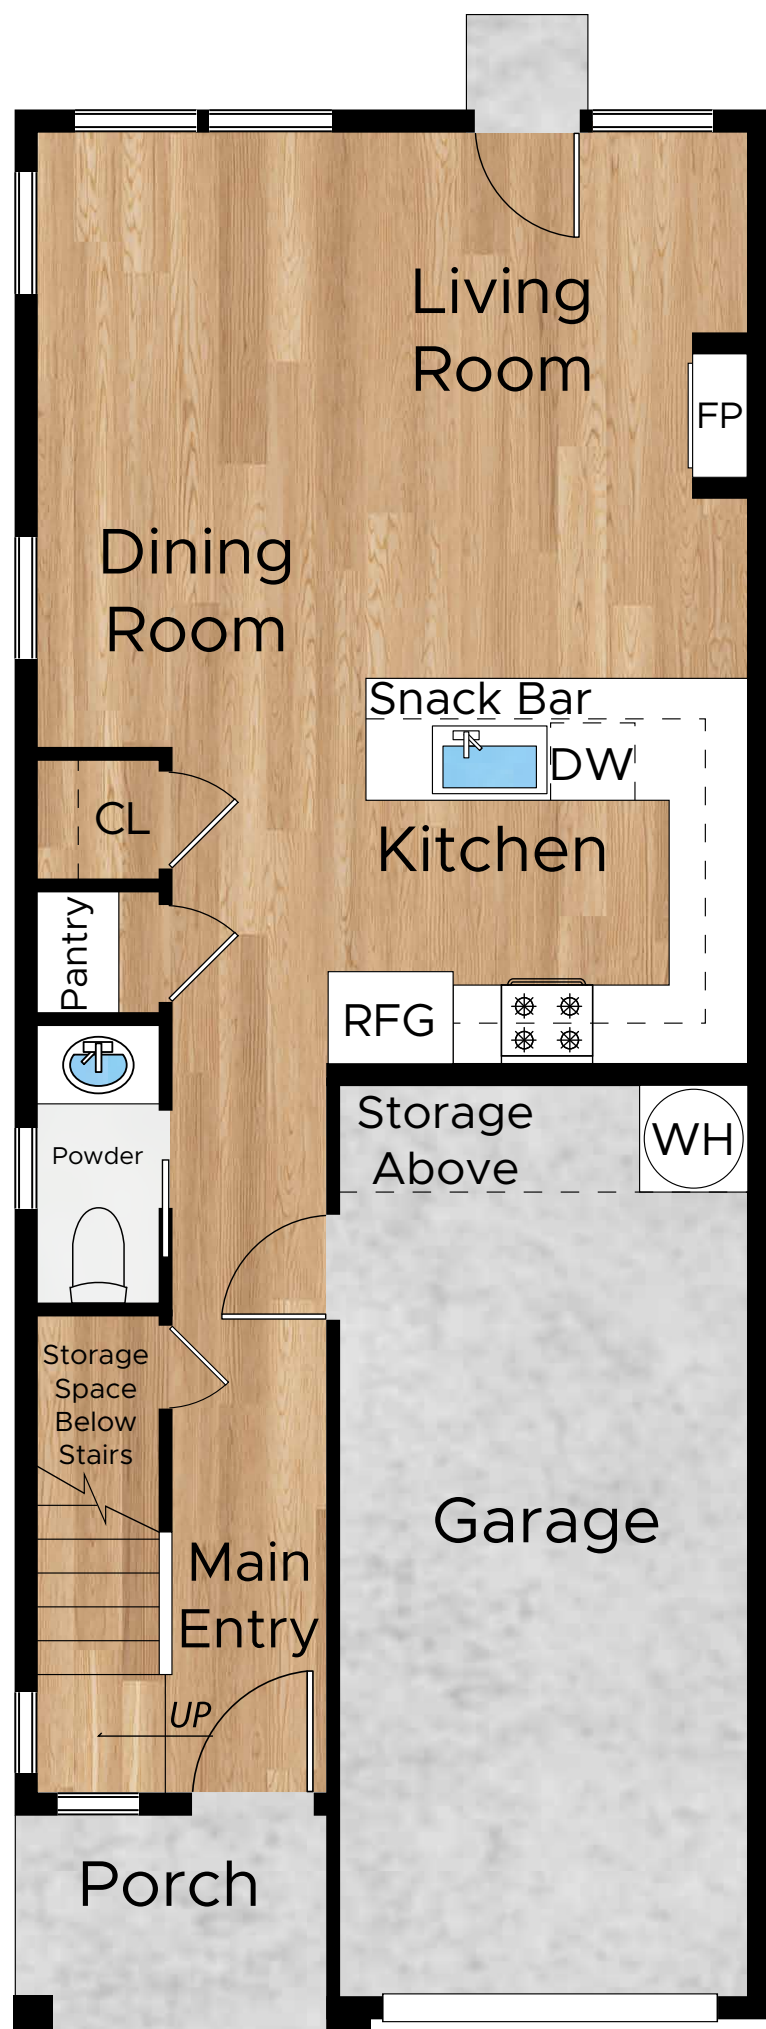 Living
Room
FP
Dining
Room
Snack Bar
DW
CL
Kitchen
Pantry
RFG
Storage
Above
WH
Powder
Storage
Space
Below
Stairs
Garage
Main
Entry
UP
Porch